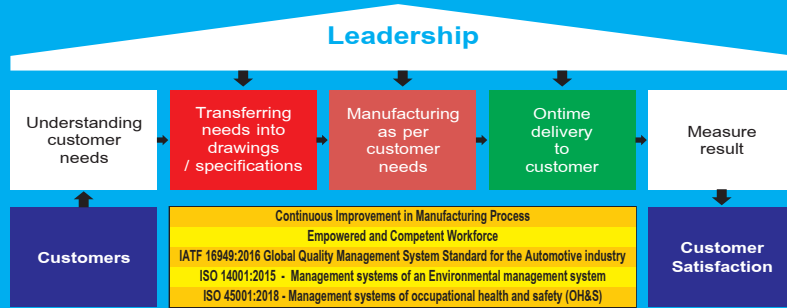 Leadership
Understanding
customer
needs
Transferring
needs into
drawings
/ specifications
Manufacturing
as per
customer
needs
Ontime
delivery
to
customer
Measure
result
Customers
Continuous Improvement in Manufacturing Process
Empowered and Competent Workforce
IATF 16949:2016 Global Quality Management System Standard for the Automotive industry
ISO 14001:2015 - Management systems of an Environmental management system
ISO 45001:2018 - Management systems of occupational health and safety (OH&S)
Customer
Satisfaction